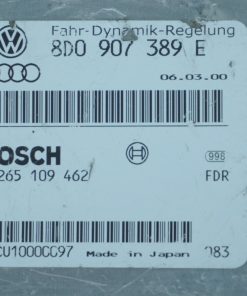 Fahr-Dynamik-Regelung
8D0 907 389 E
06.03.00
BOSCH
265 109 462
998
FDR
Made in Japan
083